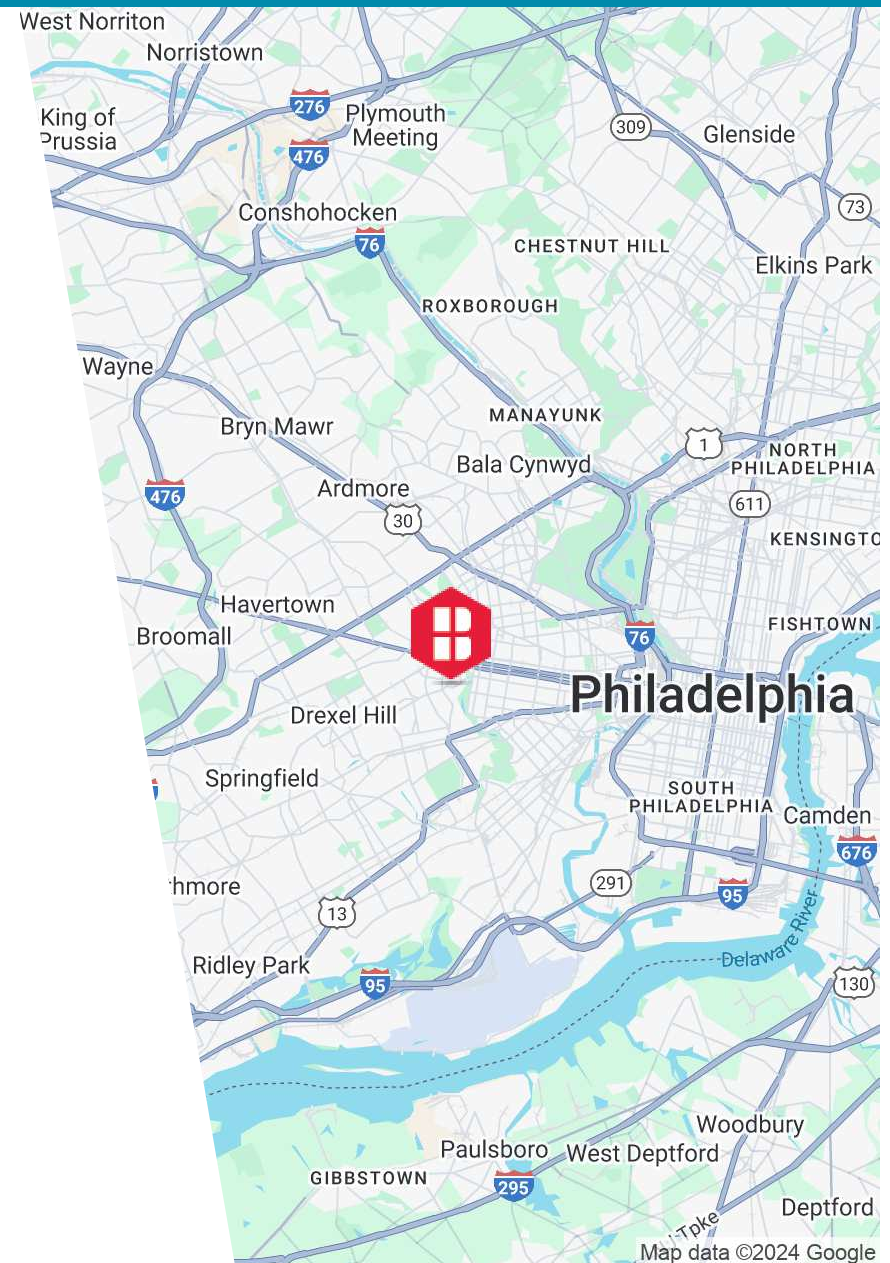 West Norriton
Norristown
276
King of
Prussia
Plymouth
Meeting
309
Glenside
476
73
Conshohocken
76
CHESTNUT HILL
Elkins Park
ROXBOROUGH
Wayne
MANAYUNK
Bryn Mawr
1
NORTH
PHILADELPHIA
Bala Cynwyd
476
Ardmore
611
30
KENSINGTO
Havertown
FISHTOWN
Broomall
76
Philadelphia
Drexel Hill
Springfield
SOUTH
PHILADELPHIA
Camden
676
hmore
291
95
13
Delaware River
Ridley Park
95
130
Woodbury
Paulsboro
West Deptford
GIBBSTOWN
295
Deptford
Tpke
Map data ©2024 Google